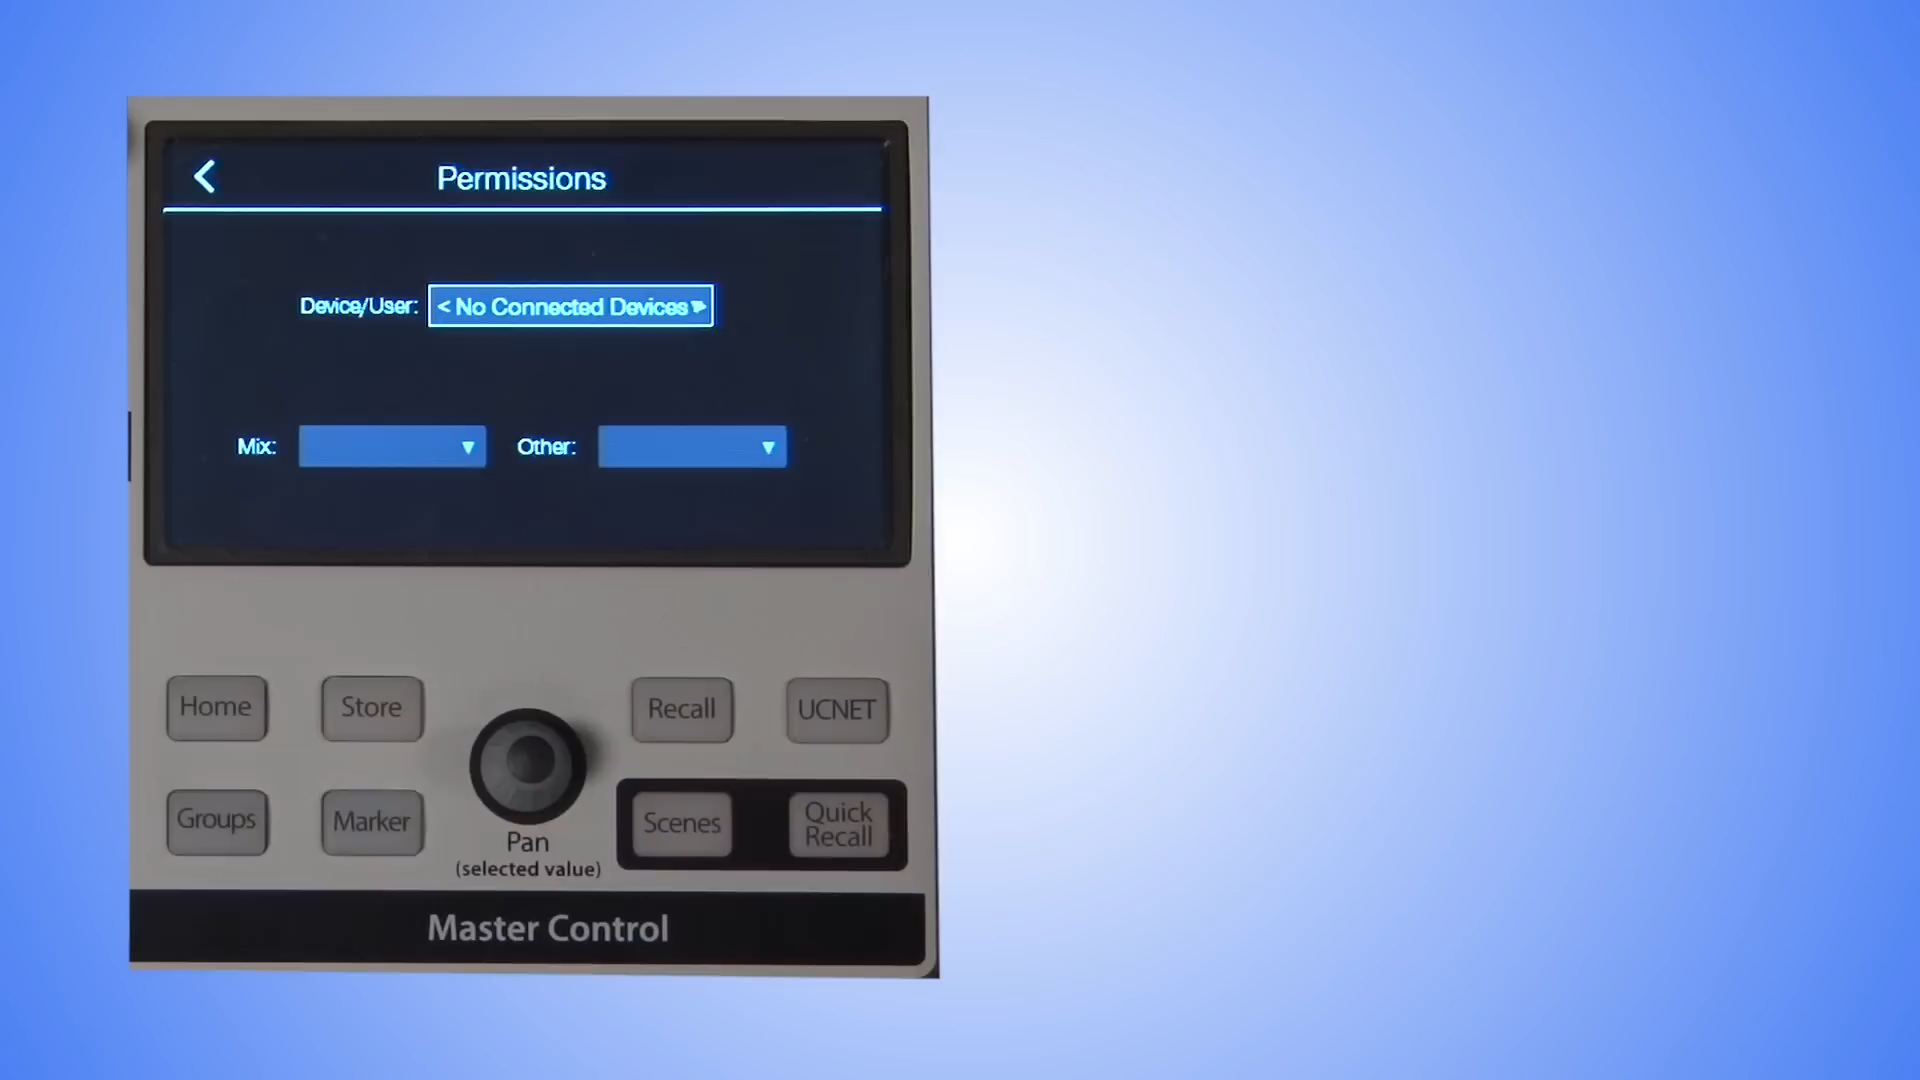 Permissions
Device/User: < No Connected Devices >
Mix: Other:
Home Store Recall UCNET
Groups Marker Scenes Quick Recall
Pan
(selected value)
Master Control